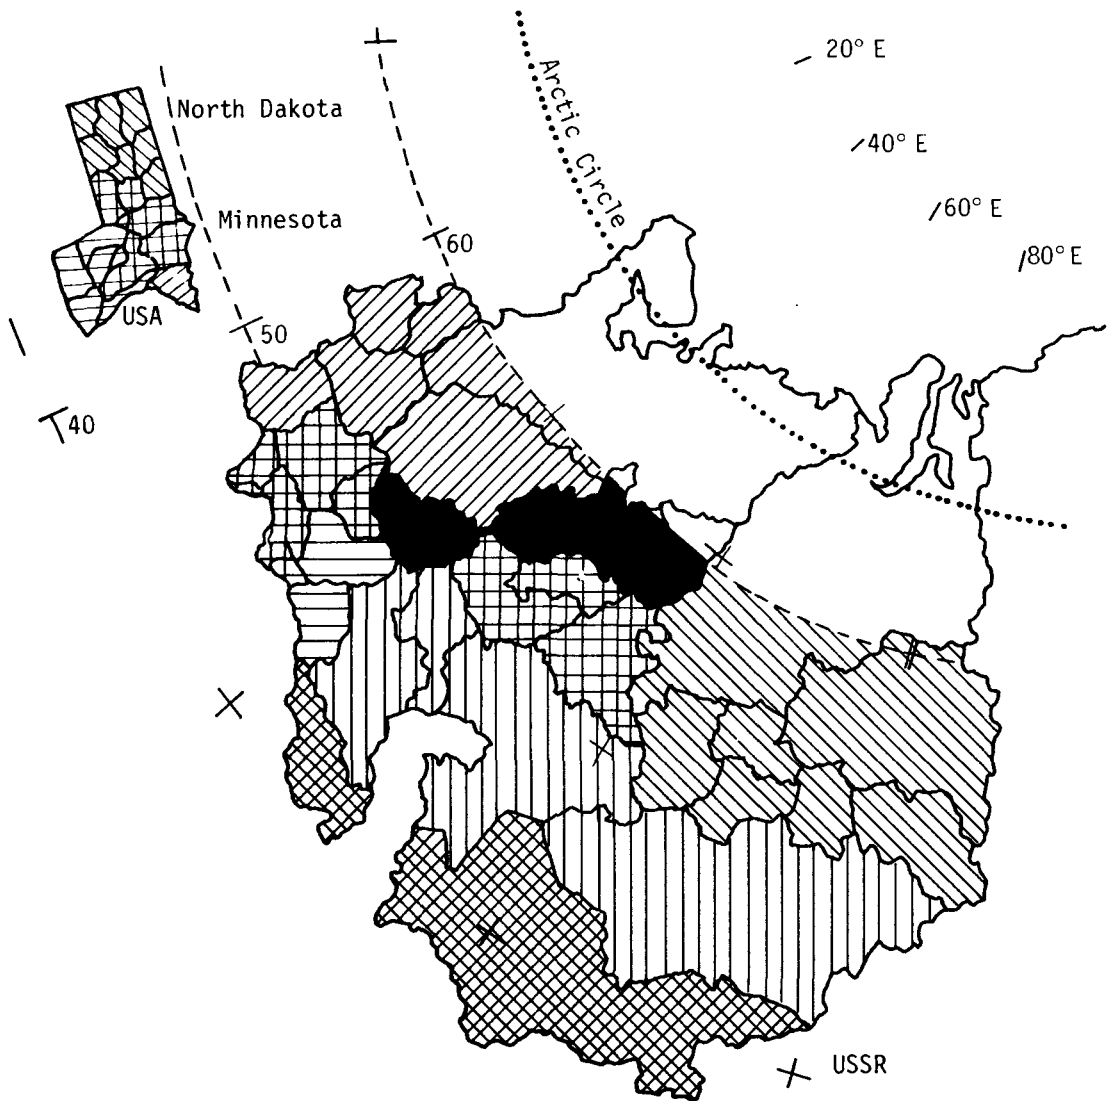 20° E
Arctic Circle
North Dakota
40° E
60° E
Minnesota
60
80° E
USA
50
40
USSR